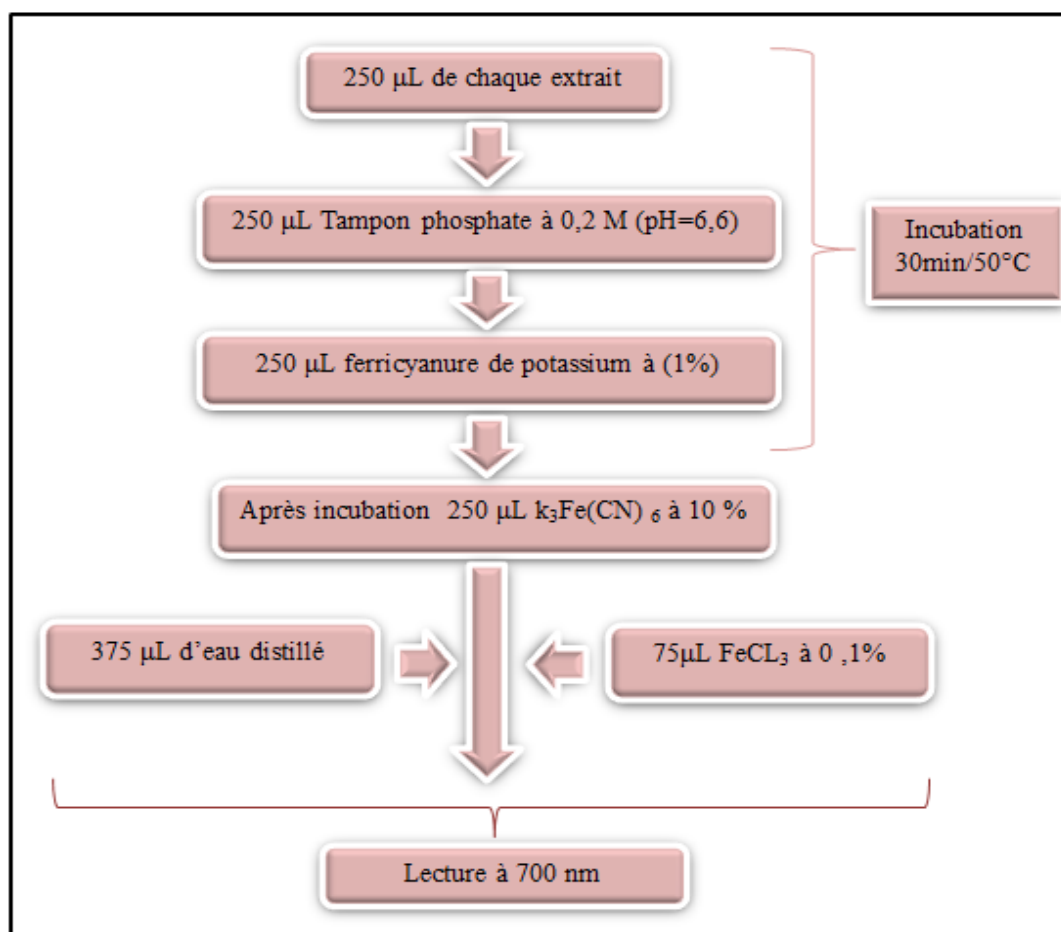 250 µL de chaque extrait
250 µL Tampon phosphate à 0,2 M (pH=6,6)
Incubation
30min/50°C
250 µL ferricyanure de potassium à (1%)
Après incubation 250 µL k₃Fe(CN) ₆ à 10 %
375 µL d’eau distillé
75µL FeCL₃ à 0 ,1%
Lecture à 700 nm